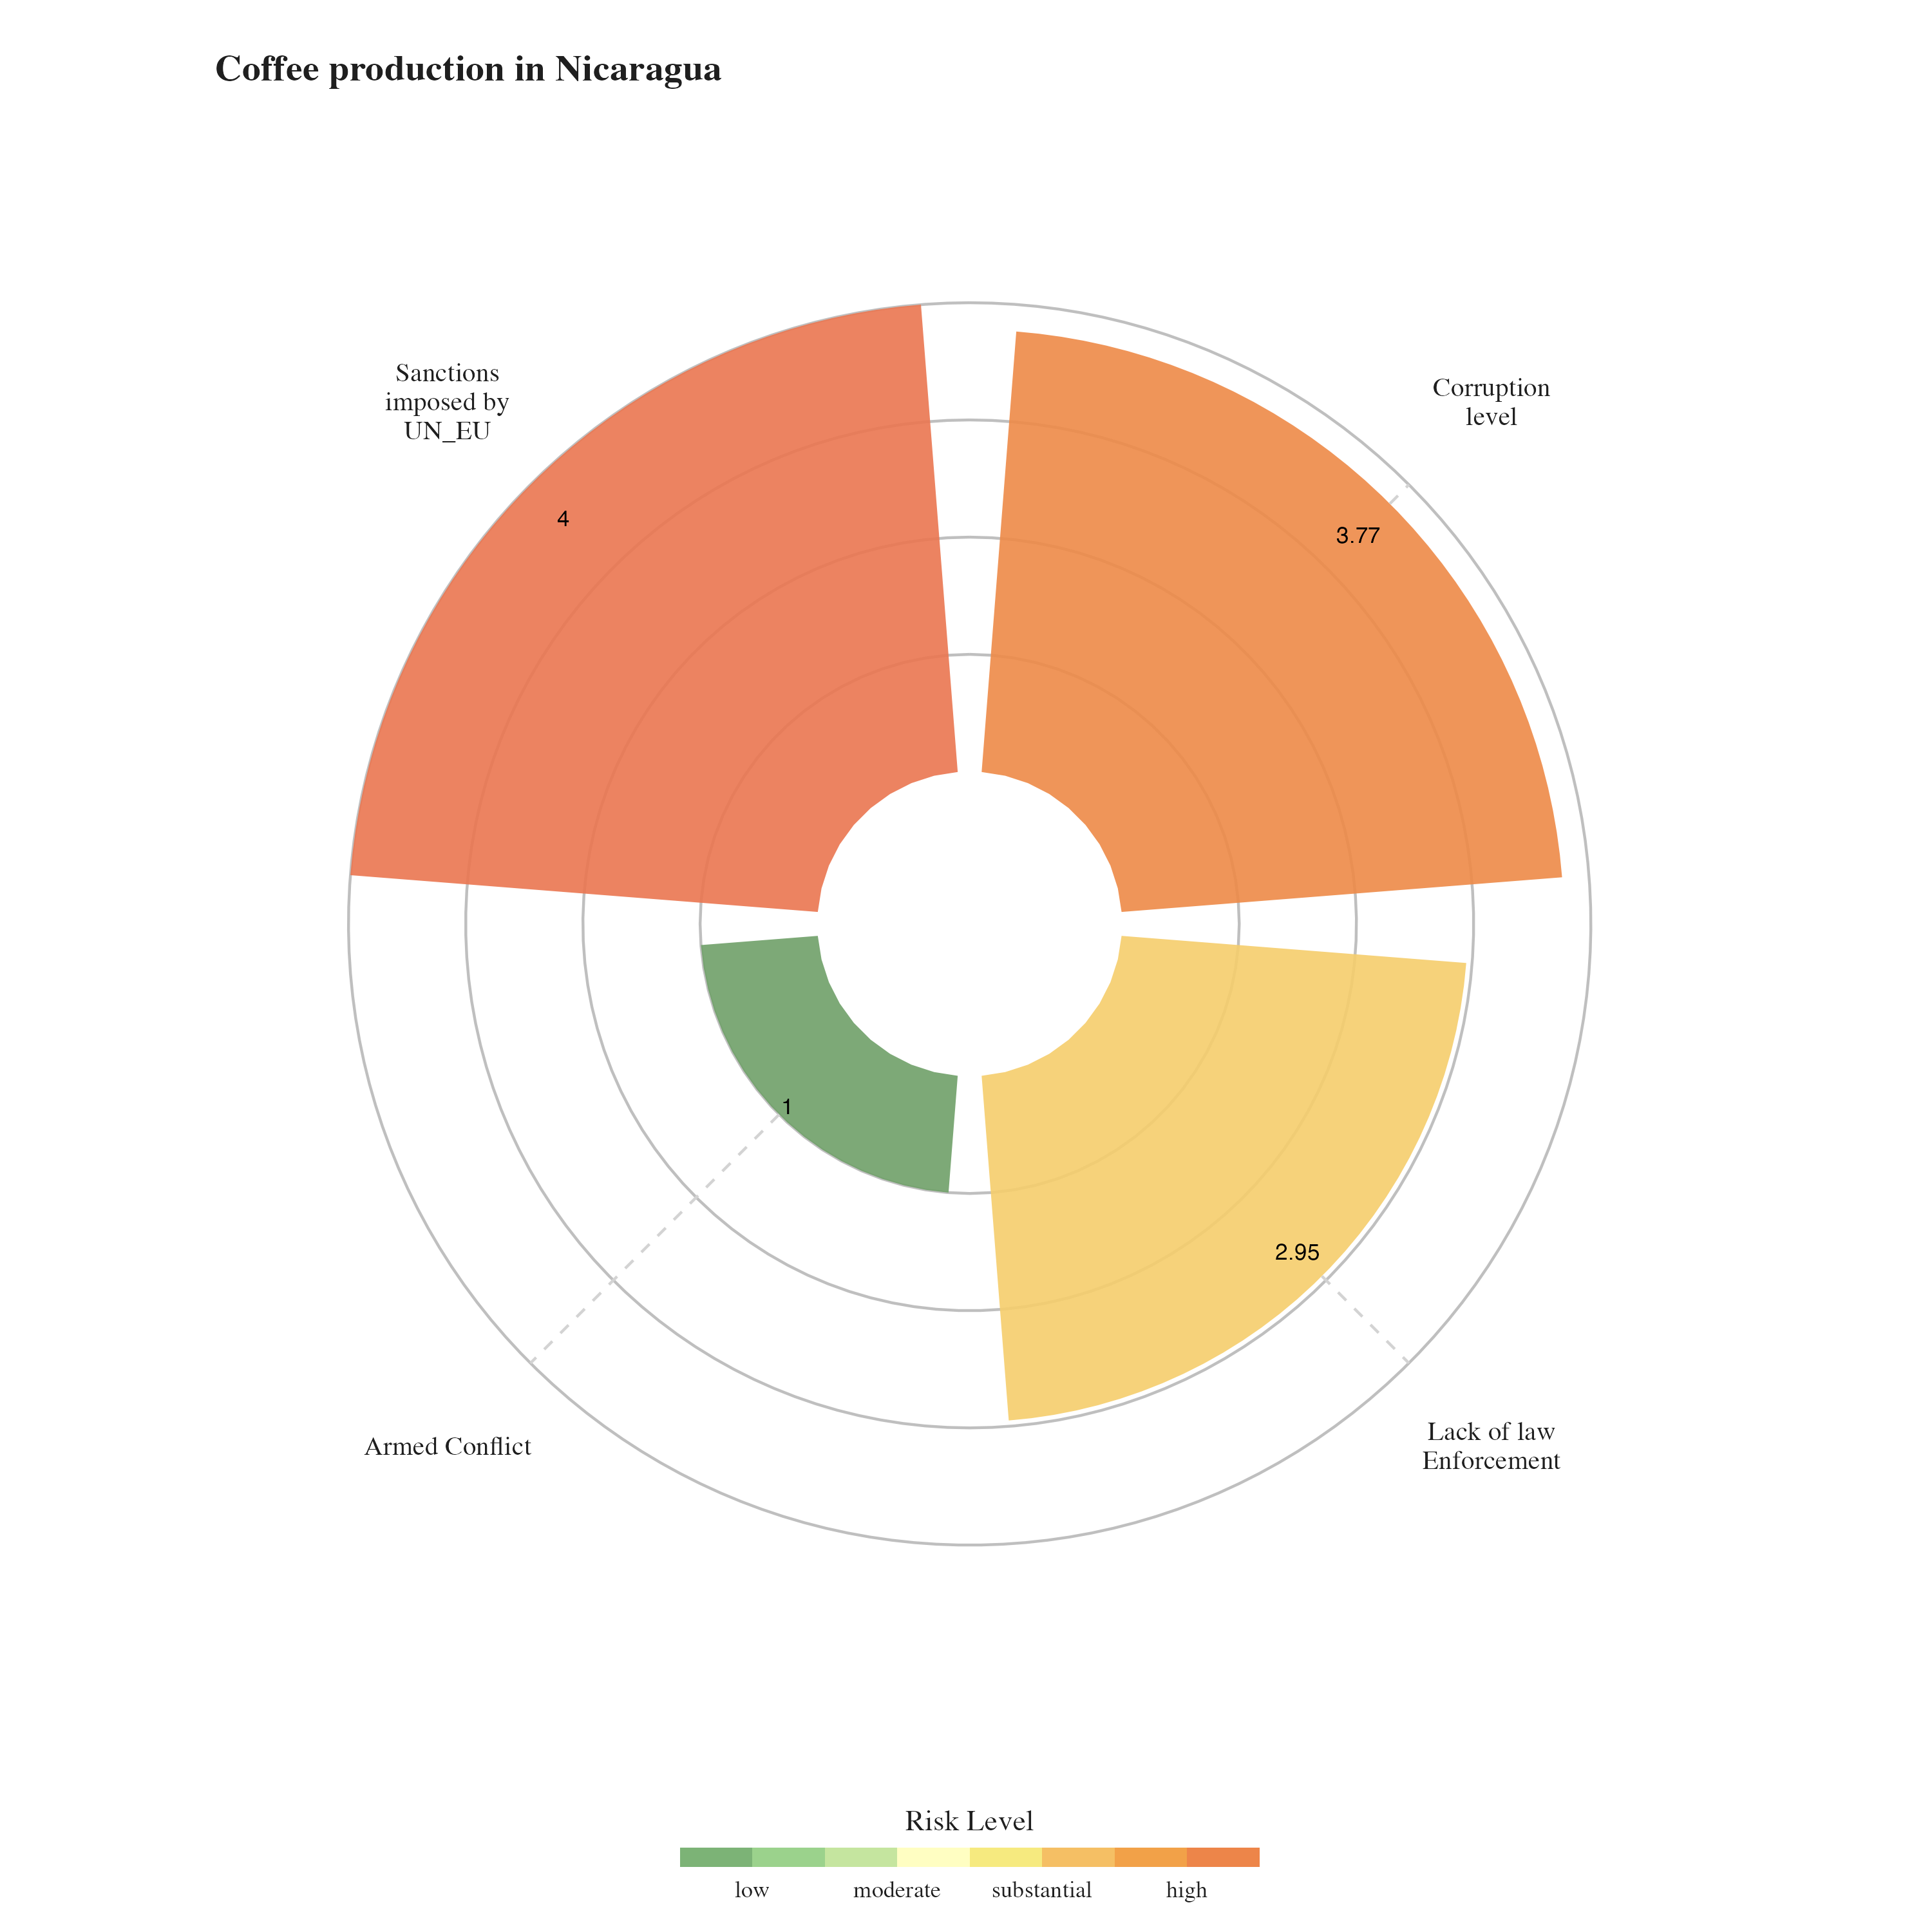 Coffee production in Nicaragua
Sanctions
imposed by
UN_EU
Corruption
level
4
3.77
1
2.95
Armed Conflict
Lack of law
Enforcement
Risk Level
low moderate substantial high